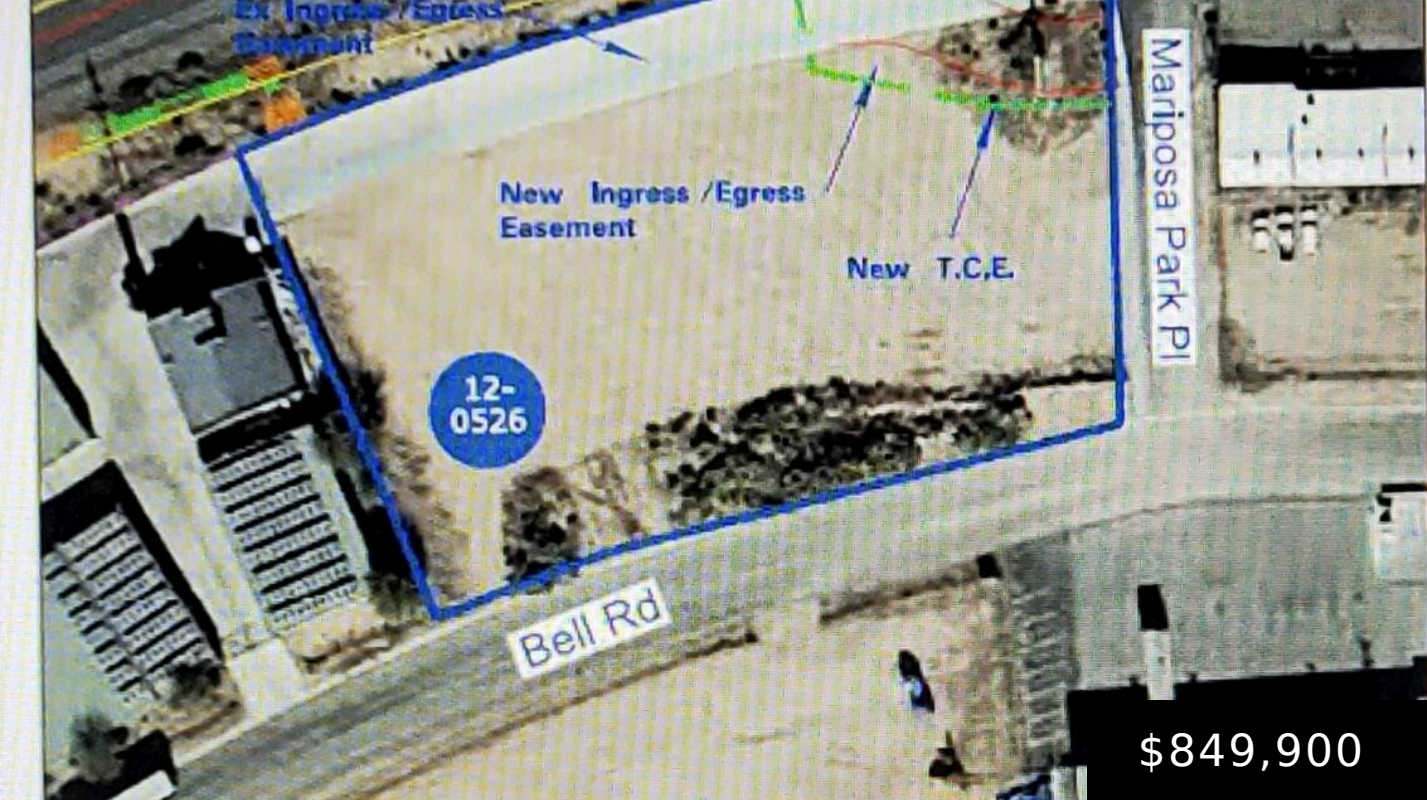 Ex Ingress /Egress
Easement
New Ingress /Egress
Easement
New T.C.E.
Mariposa Park Pl
12-
0526
Bell Rd
$849,900